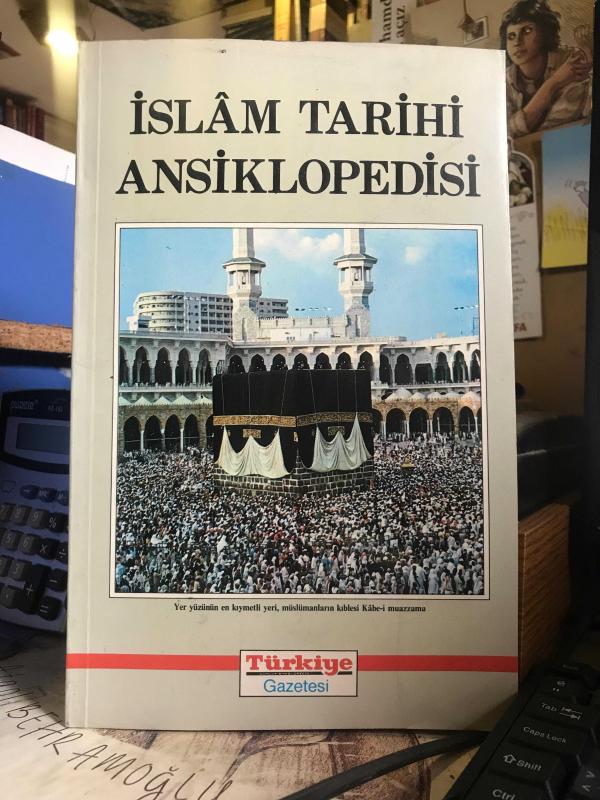 İSLÂM TARİHİ
ANSİKLOPEDİSİ
Yer yüzünün en kıymetli yeri, müslümanların kıblesi Kâbe-i muazzama
Türkiye
Gazetesi
Tab
Caps Lock
Shift
Ctrl